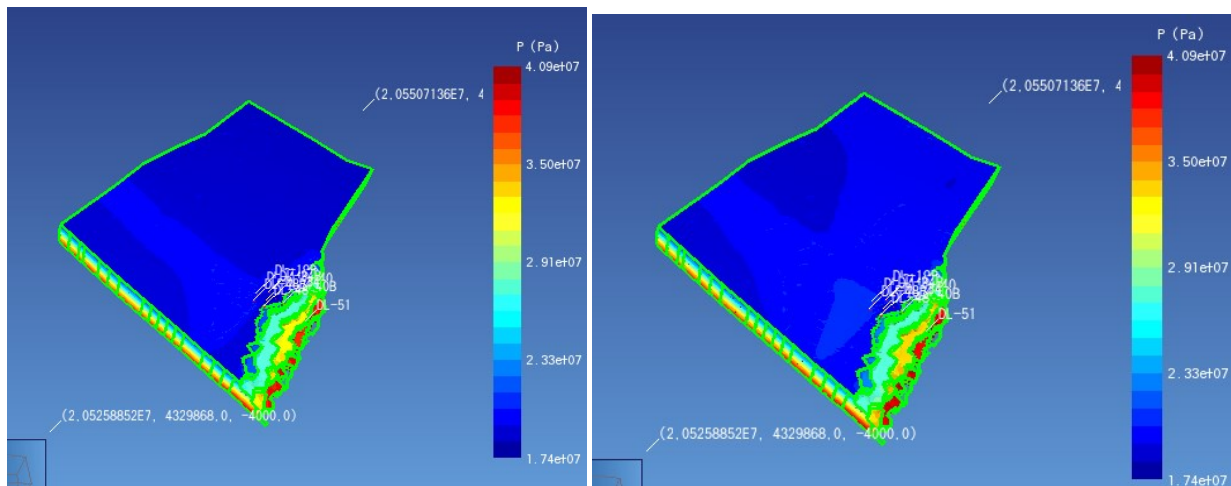 P (Pa)
4.09e+07
(2.05507136E7, 4
3.50e+07
2.91e+07
DL-51
2.33e+07
(2.05258852E7, 4329868.0, -4000.0)
1.74e+07
P (Pa)
4.09e+07
(2.05507136E7, 4
3.50e+07
2.91e+07
DL-51
2.33e+07
(2.05258852E7, 4329868.0, -4000.0)
1.74e+07